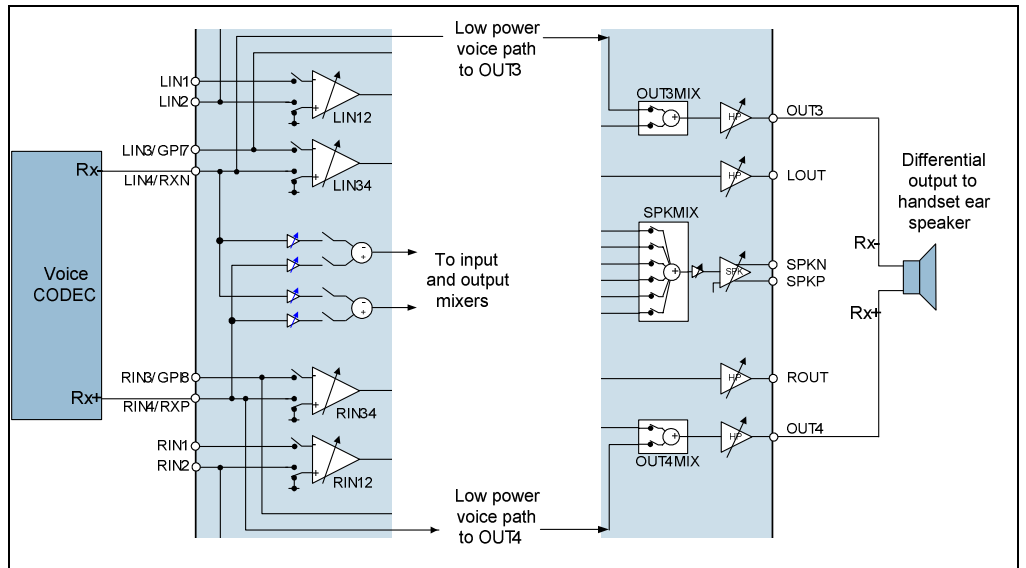 Low power
voice path
to OUT3
LIN1
LIN2
LIN12
LIN3/GPI7
LIN4/RXN
LIN34
Rx-
Voice
CODEC
Rx+
To input
and output
mixers
RIN3/GPI8
RIN4/RXP
RIN34
RIN1
RIN2
RIN12
Low power
voice path
to OUT4
OUT3MIX
HP
OUT3
HP
LOUT
SPKMIX
SPK
SPKN
SPKP
HP
ROUT
OUT4MIX
HP
OUT4
Differential
output to
handset ear
speaker
Rx-
Rx+